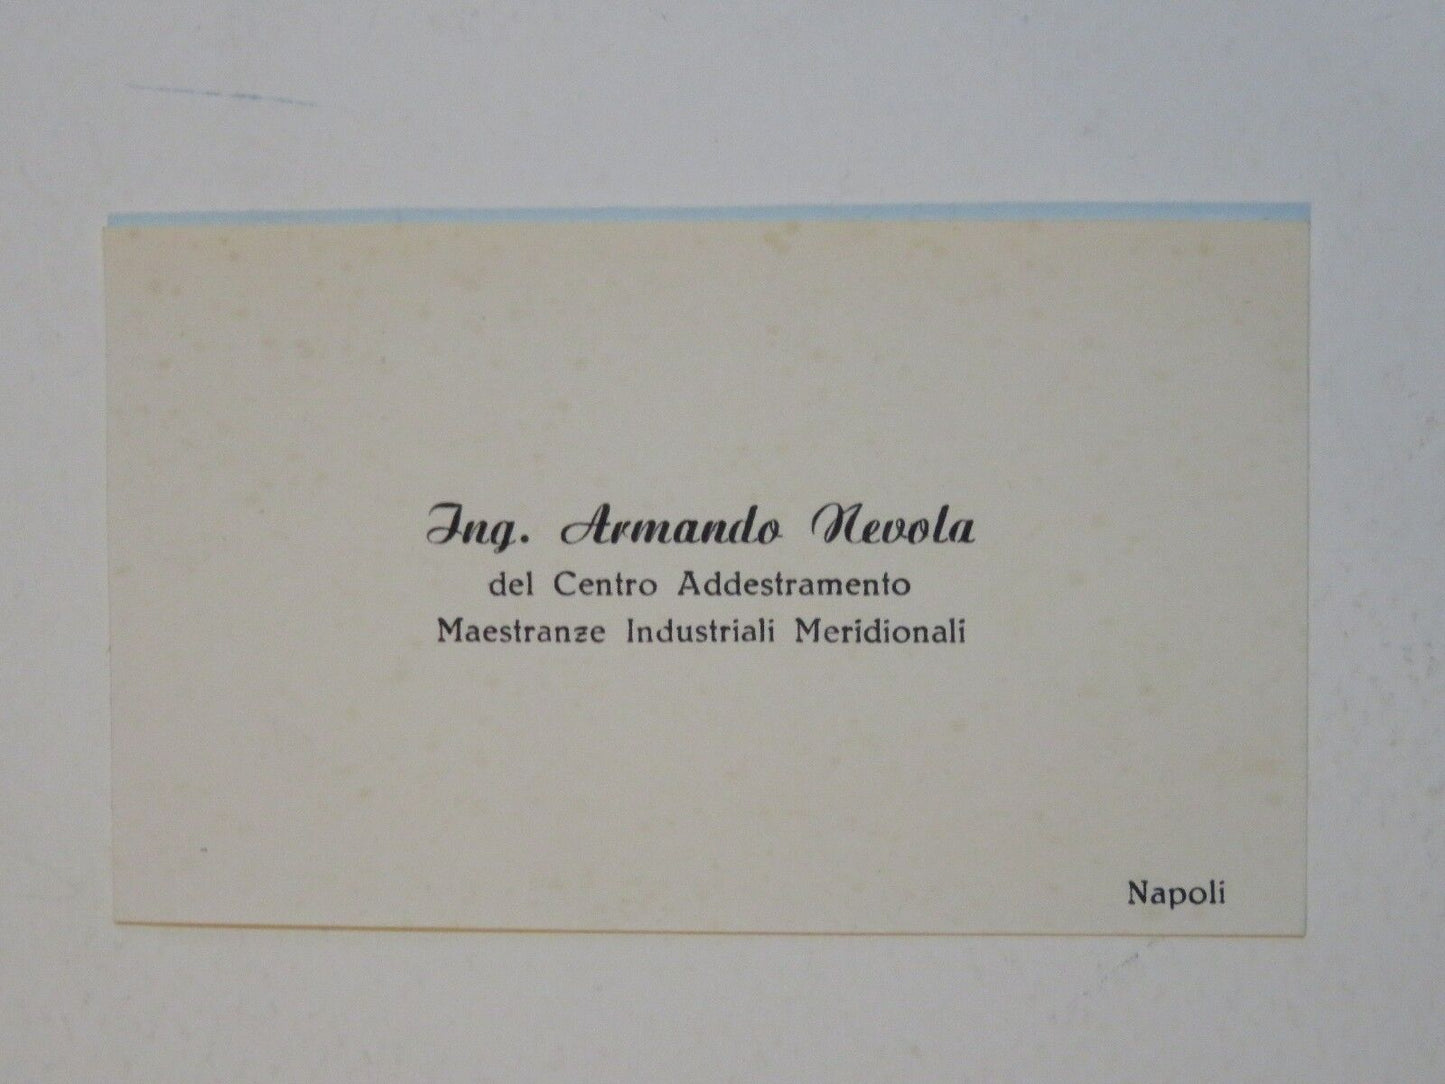 Ing. Armando Nevola
del Centro Addestramento
Maestranze Industriali Meridionali
Napoli